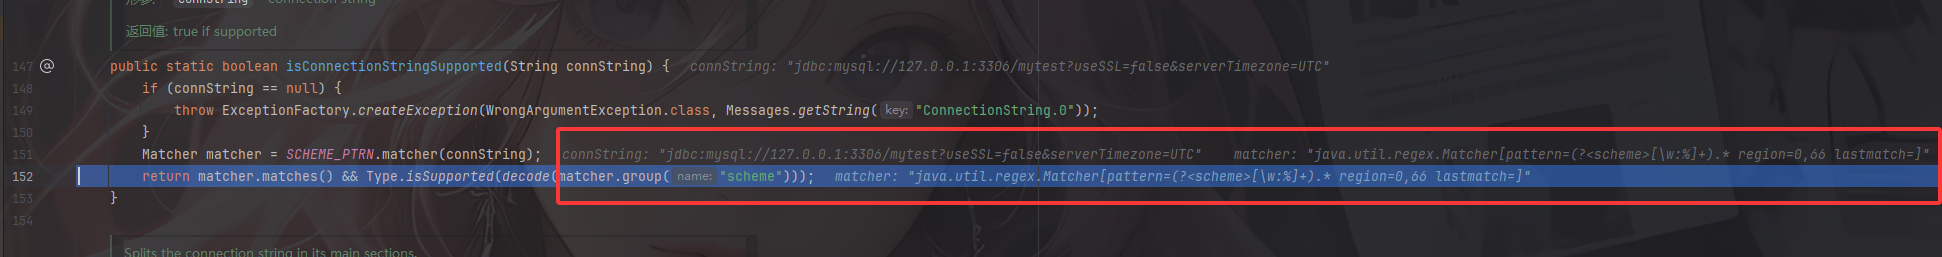 形参: connString – connection string
返回值: true if supported
147 @ public static boolean isConnectionStringSupported(String connString) { connString: "jdbc:mysql://127.0.0.1:3306/mytest?useSSL=false&serverTimezone=UTC"
148 if (connString == null) {
149 throw ExceptionFactory.createException(WrongArgumentException.class, Messages.getString( key: "ConnectionString.0"));
150 }
151 Matcher matcher = SCHEME_PTRN.matcher(connString); connString: "jdbc:mysql://127.0.0.1:3306/mytest?useSSL=false&serverTimezone=UTC" matcher: "java.util.regex.Matcher[pattern=(?<scheme>[\w:%]+).* region=0,66 lastmatch=]"
152 return matcher.matches() && Type.isSupported(decode(matcher.group( name: "scheme"))); matcher: "java.util.regex.Matcher[pattern=(?<scheme>[\w:%]+).* region=0,66 lastmatch=]"
153 }
154
Splits the connection string in its main sections.